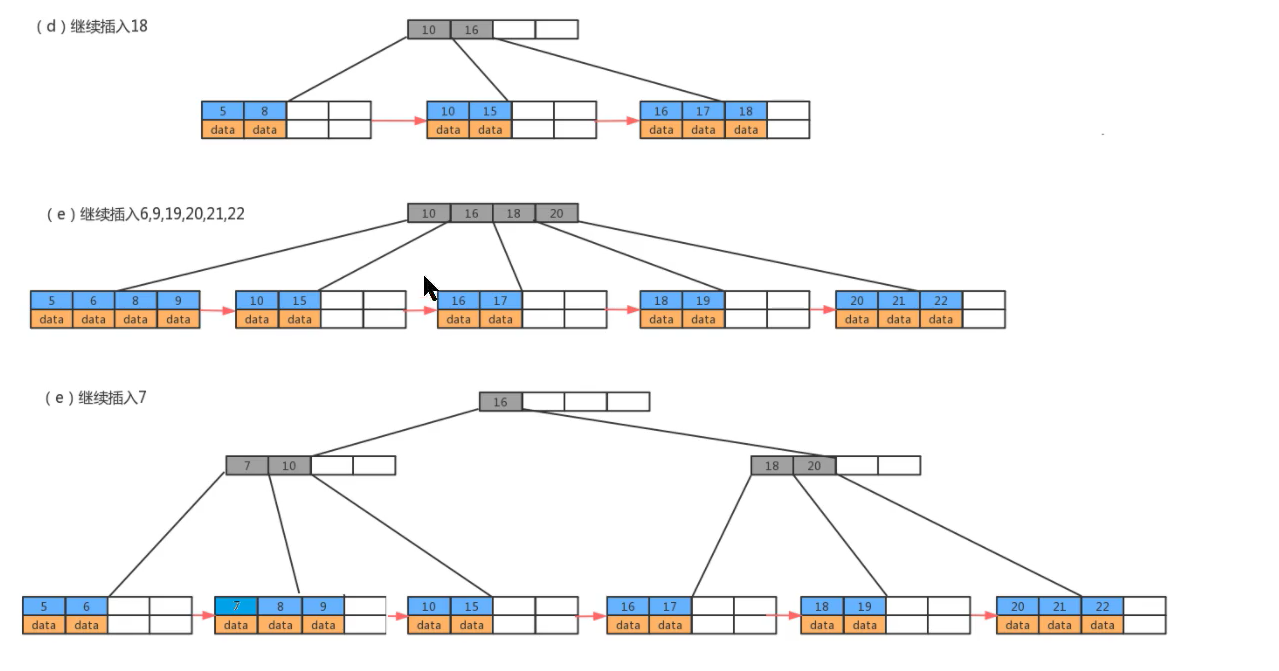 （d）继续插入18
10 16
5 8 10 15 16 17 18
data data data data data data data
（e）继续插入6,9,19,20,21,22
10 16 18 20
5 6 8 9 10 15 16 17 18 19 20 21 22
data data data data data data data data data data data data data
（e）继续插入7
16
7 10 18 20
5 6 7 8 9 10 15 16 17 18 19 20 21 22
data data data data data data data data data data data data data data